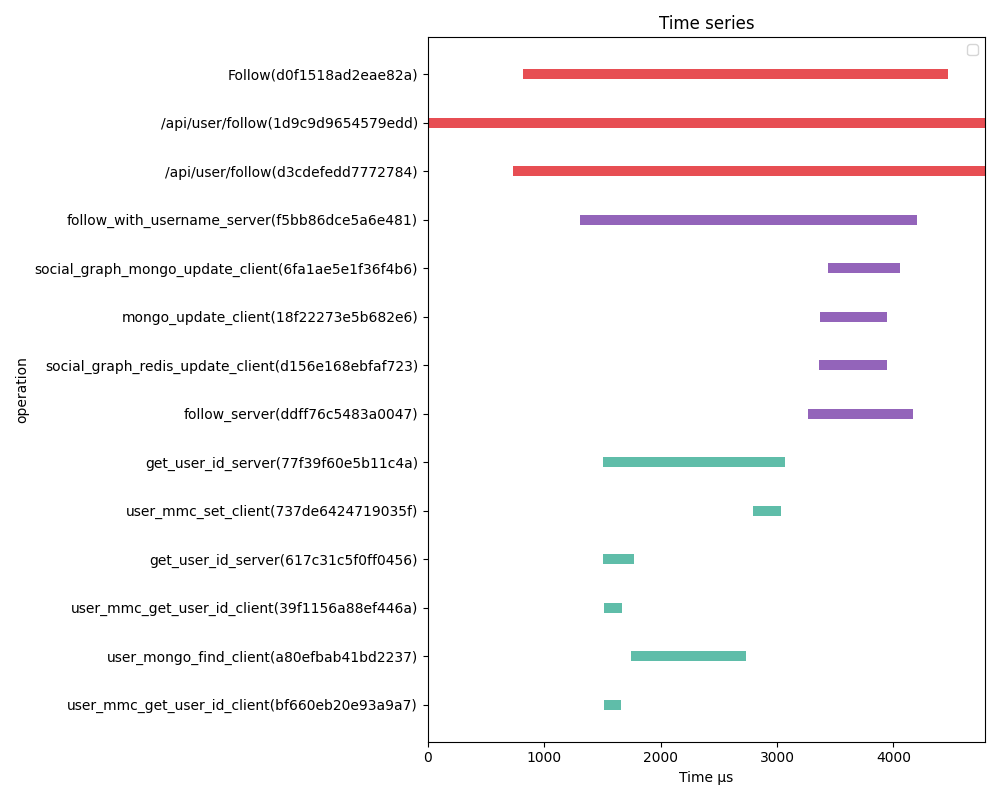 Time series
Follow(d0f1518ad2eae82a)
/api/user/follow(1d9c9d9654579edd)
/api/user/follow(d3cdefedd7772784)
follow_with_username_server(f5bb86dce5a6e481)
social_graph_mongo_update_client(6fa1ae5e1f36f4b6)
mongo_update_client(18f22273e5b682e6)
social_graph_redis_update_client(d156e168ebfaf723)
follow_server(ddff76c5483a0047)
get_user_id_server(77f39f60e5b11c4a)
user_mmc_set_client(737de6424719035f)
get_user_id_server(617c31c5f0ff0456)
user_mmc_get_user_id_client(39f1156a88ef446a)
user_mongo_find_client(a80efbab41bd2237)
user_mmc_get_user_id_client(bf660eb20e93a9a7)
operation
0 1000 2000 3000 4000
Time µs